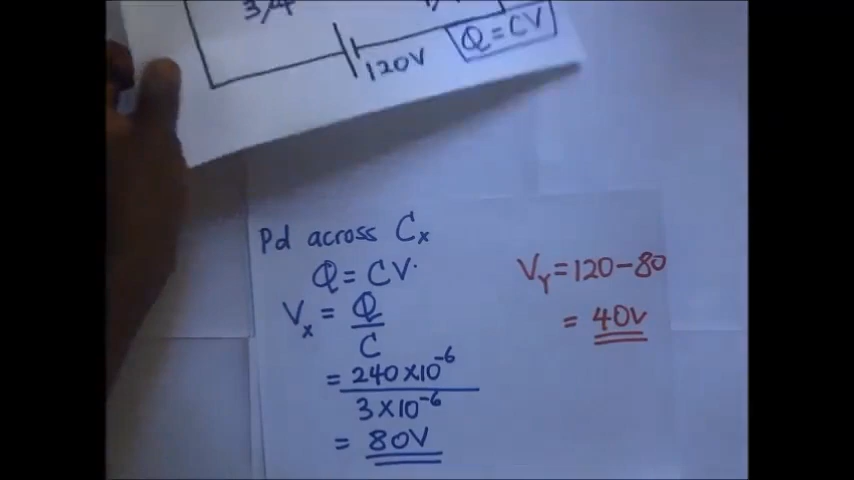 120V
Q=CV
Pd across Cx
Q = CV.
Vx = Q
C
= 240×10⁻⁶
3×10⁻⁶
= 80V
VY=120-80
= 40V